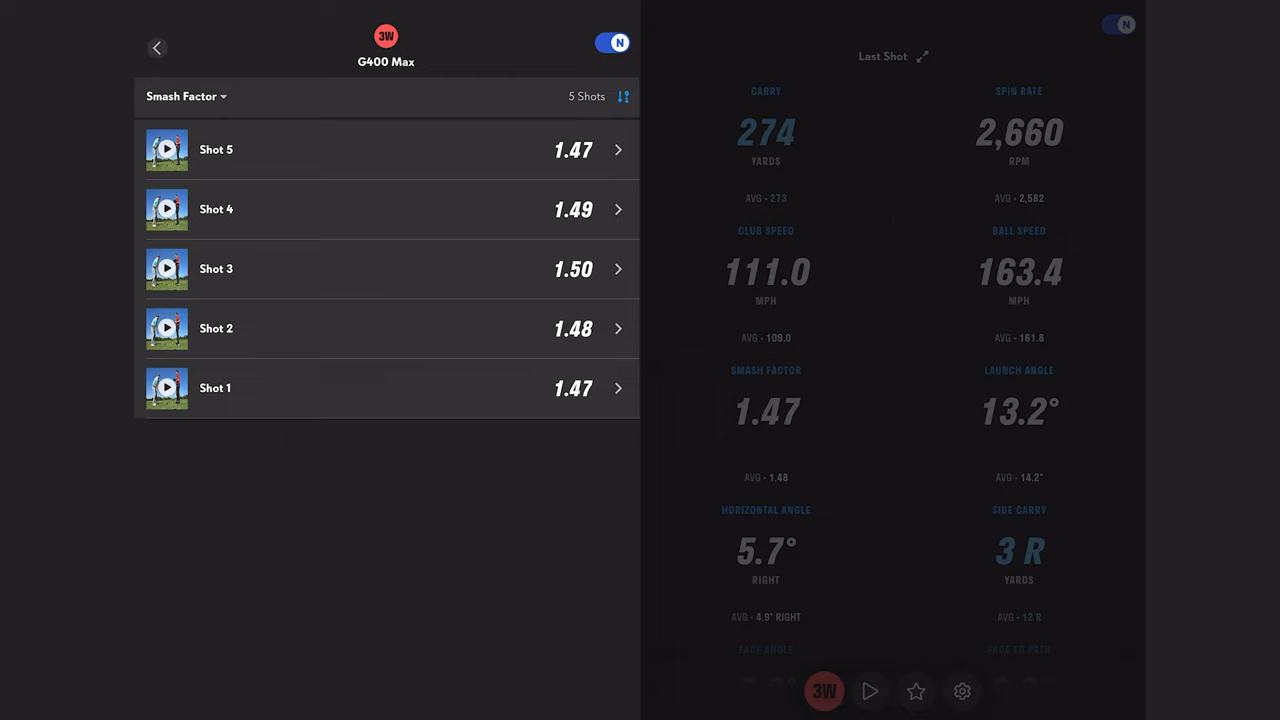 3W
N
G400 Max
Smash Factor
5 Shots
Shot 5
1.47
Shot 4
1.49
Shot 3
1.50
Shot 2
1.48
Shot 1
1.47
N
Last Shot
CARRY
SPIN RATE
274
2,660
YARDS
RPM
AVG • 273
AVG • 2,582
CLUB SPEED
BALL SPEED
111.0
163.4
MPH
MPH
AVG • 109.0
AVG • 161.8
SMASH FACTOR
LAUNCH ANGLE
1.47
13.2°
AVG • 1.48
AVG • 14.2°
HORIZONTAL ANGLE
SIDE CARRY
5.7°
3 R
RIGHT
YARDS
AVG • 4.9° RIGHT
AVG • 12 R
FACE ANGLE
FACE TO PATH
3W